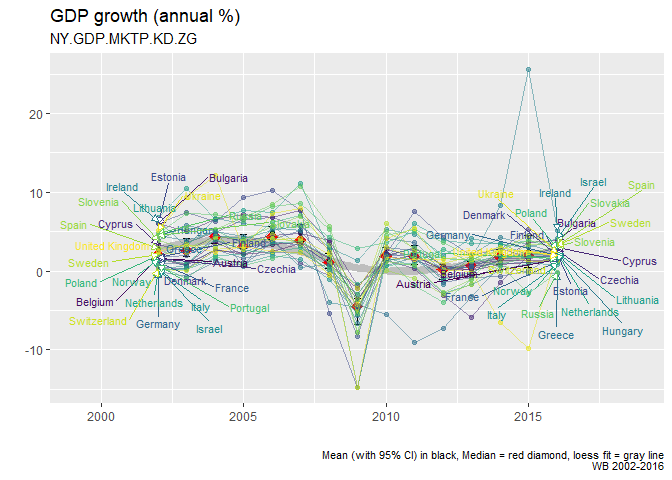 GDP growth (annual %)
NY.GDP.MKTP.KD.ZG
20
10
0
-10
2000
2005
2010
2015
Estonia
Bulgaria
Ireland
Ukraine
Slovenia
Lithuania
Spain
Cyprus
United Kingdom
Finland
Sweden
Austria
Czechia
Poland
Norway
Denmark
France
Belgium
Netherlands
Italy
Portugal
Switzerland
Germany
Israel
Israel
Spain
Ukraine
Ireland
Slovakia
Denmark
Poland
Bulgaria
Sweden
Germany
Finland
Slovenia
Cyprus
Belgium
Czechia
Austria
France
Norway
Estonia
Lithuania
Italy
Russia
Netherlands
Greece
Hungary
Mean (with 95% CI) in black, Median = red diamond, loess fit = gray line
WB 2002-2016